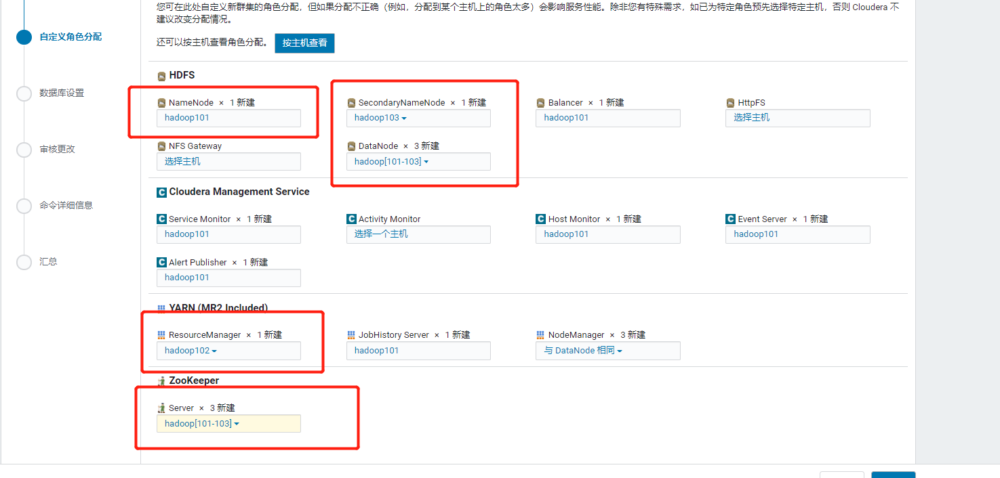 您可在此处自定义新群集的角色分配，但如果分配不正确（例如，分配到某个主机上的角色太多）会影响服务性能。除非您有特殊需求，如已为特定角色预先选择特定主机，否则 Cloudera 不
建议改变分配情况。
自定义角色分配
还可以按主机查看角色分配。 按主机查看
HDFS
数据库设置
NameNode × 1 新建 SecondaryNameNode × 1 新建 Balancer × 1 新建 HttpFS
hadoop101 hadoop103 hadoop101 选择主机
审核更改
NFS Gateway DataNode × 3 新建
选择主机 hadoop[101-103]
Cloudera Management Service
命令详细信息
Service Monitor × 1 新建 Activity Monitor Host Monitor × 1 新建 Event Server × 1 新建
hadoop101 选择一个主机 hadoop101 hadoop101
汇总
Alert Publisher × 1 新建
hadoop101
YARN (MR2 Included)
ResourceManager × 1 新建 JobHistory Server × 1 新建 NodeManager × 3 新建
hadoop102 hadoop101 与 DataNode 相同
ZooKeeper
Server × 3 新建
hadoop[101-103]